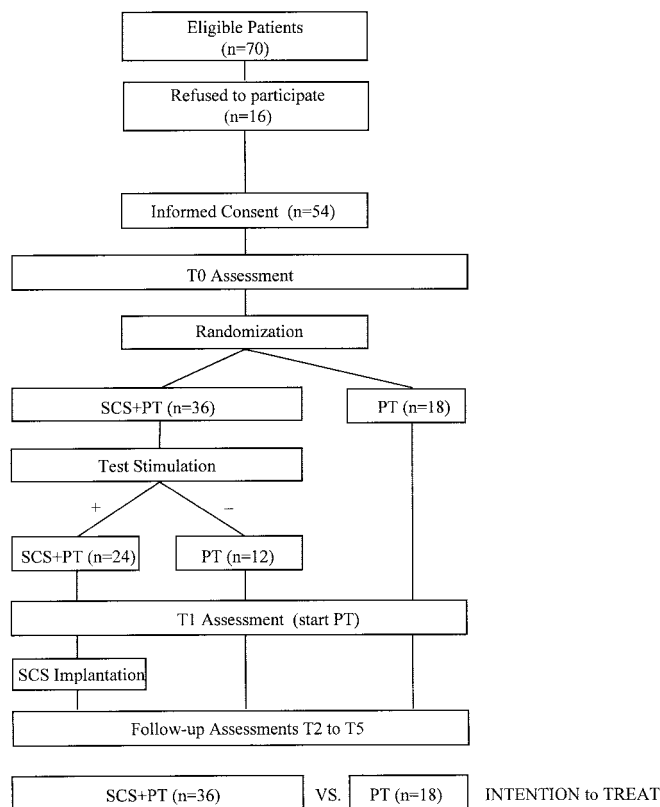 Eligible Patients
(n=70)
Refused to participate
(n=16)
Informed Consent (n=54)
T0 Assessment
Randomization
SCS+PT (n=36)
PT (n=18)
Test Stimulation
+ –
SCS+PT (n=24)
PT (n=12)
T1 Assessment (start PT)
SCS Implantation
Follow-up Assessments T2 to T5
SCS+PT (n=36) VS. PT (n=18) INTENTION to TREAT